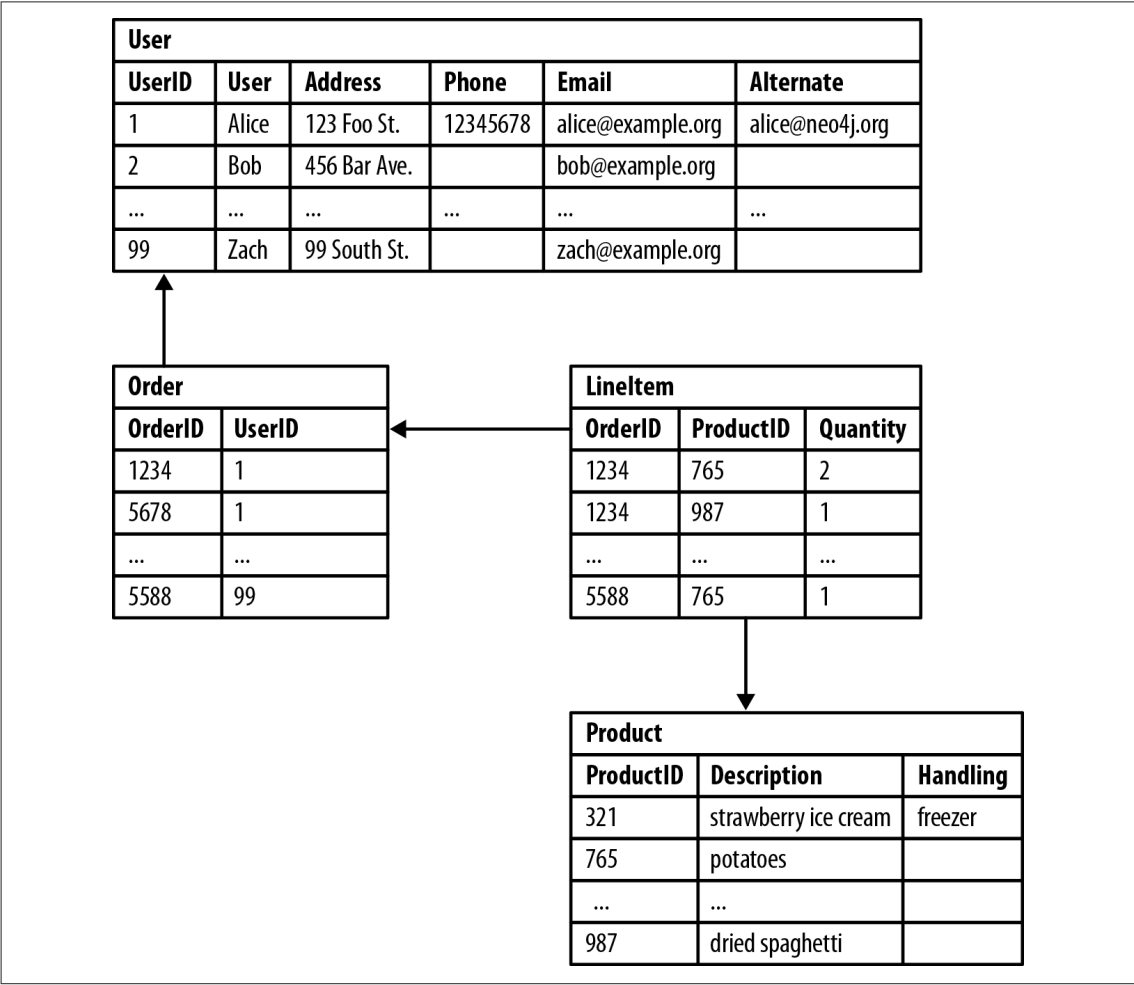 User
UserID User Address Phone Email Alternate
1 Alice 123 Foo St. 12345678 alice@example.org alice@neo4j.org
2 Bob 456 Bar Ave. bob@example.org
... ... ... ... ... ...
99 Zach 99 South St. zach@example.org
Order
OrderID UserID
1234 1
5678 1
... ...
5588 99
LineItem
OrderID ProductID Quantity
1234 765 2
1234 987 1
... ... ...
5588 765 1
Product
ProductID Description Handling
321 strawberry ice cream freezer
765 potatoes
... ...
987 dried spaghetti